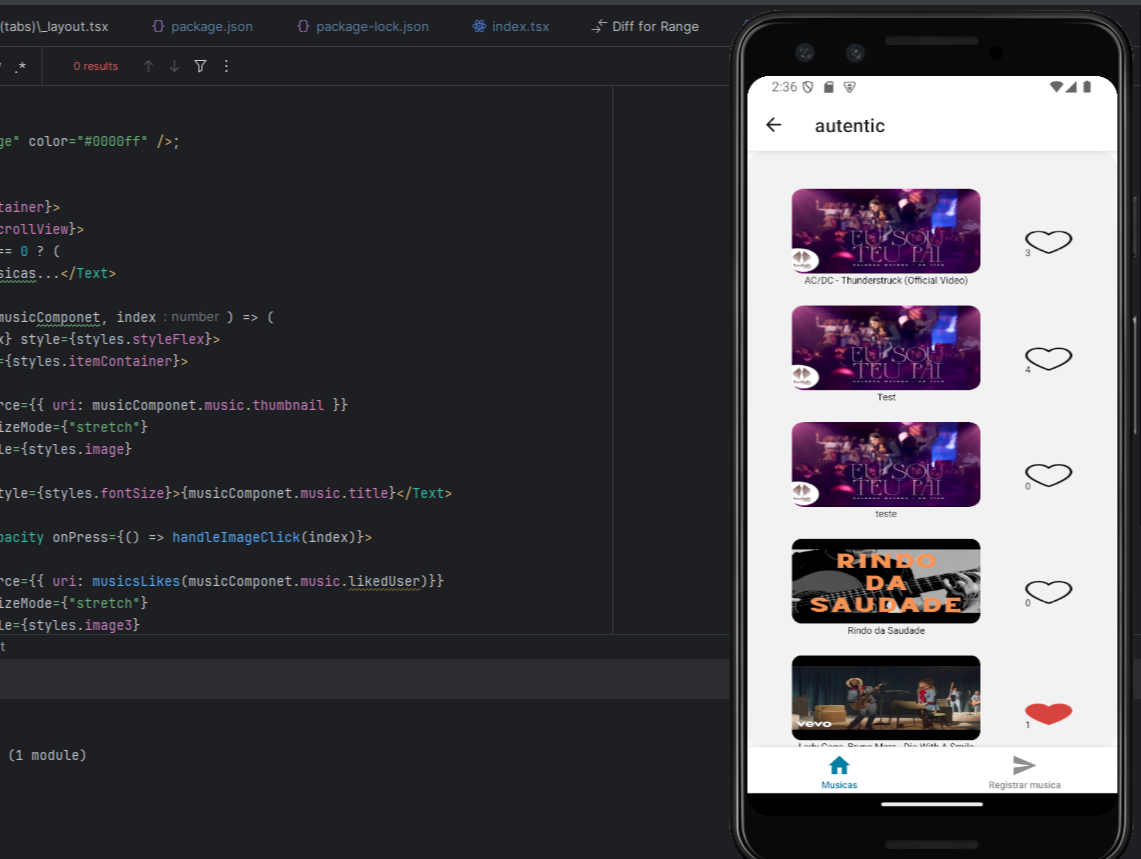 (tabs)\_layout.tsx
{} package.json
{} package-lock.json
index.tsx
Diff for Range
.*
0 results
ge" color="#0000ff" />;
tainer}>
crollView}>
== 0 ? (
sicas...</Text>
musicComponet, index : number ) => (
x} style={styles.styleFlex}>
={styles.itemContainer}>
rce={{ uri: musicComponet.music.thumbnail }}
izeMode={"stretch"}
le={styles.image}
tyle={styles.fontSize}>{musicComponet.music.title}</Text>
pacity onPress={() => handleImageClick(index)}>
rce={{ uri: musicsLikes(musicComponet.music.likedUser)}}
izeMode={"stretch"}
le={styles.image3}
t
(1 module)
2:36
autentic
EU SOU
TEU PAI
3
AC/DC - Thunderstruck (Official Video)
EU SOU
TEU PAI
4
Test
EU SOU
TEU PAI
0
teste
RINDO
DA
SAUDADE
0
Rindo da Saudade
vevo
1
Lady Gaga, Bruno Mars - Die With A Smile
Musicas
Registrar musica